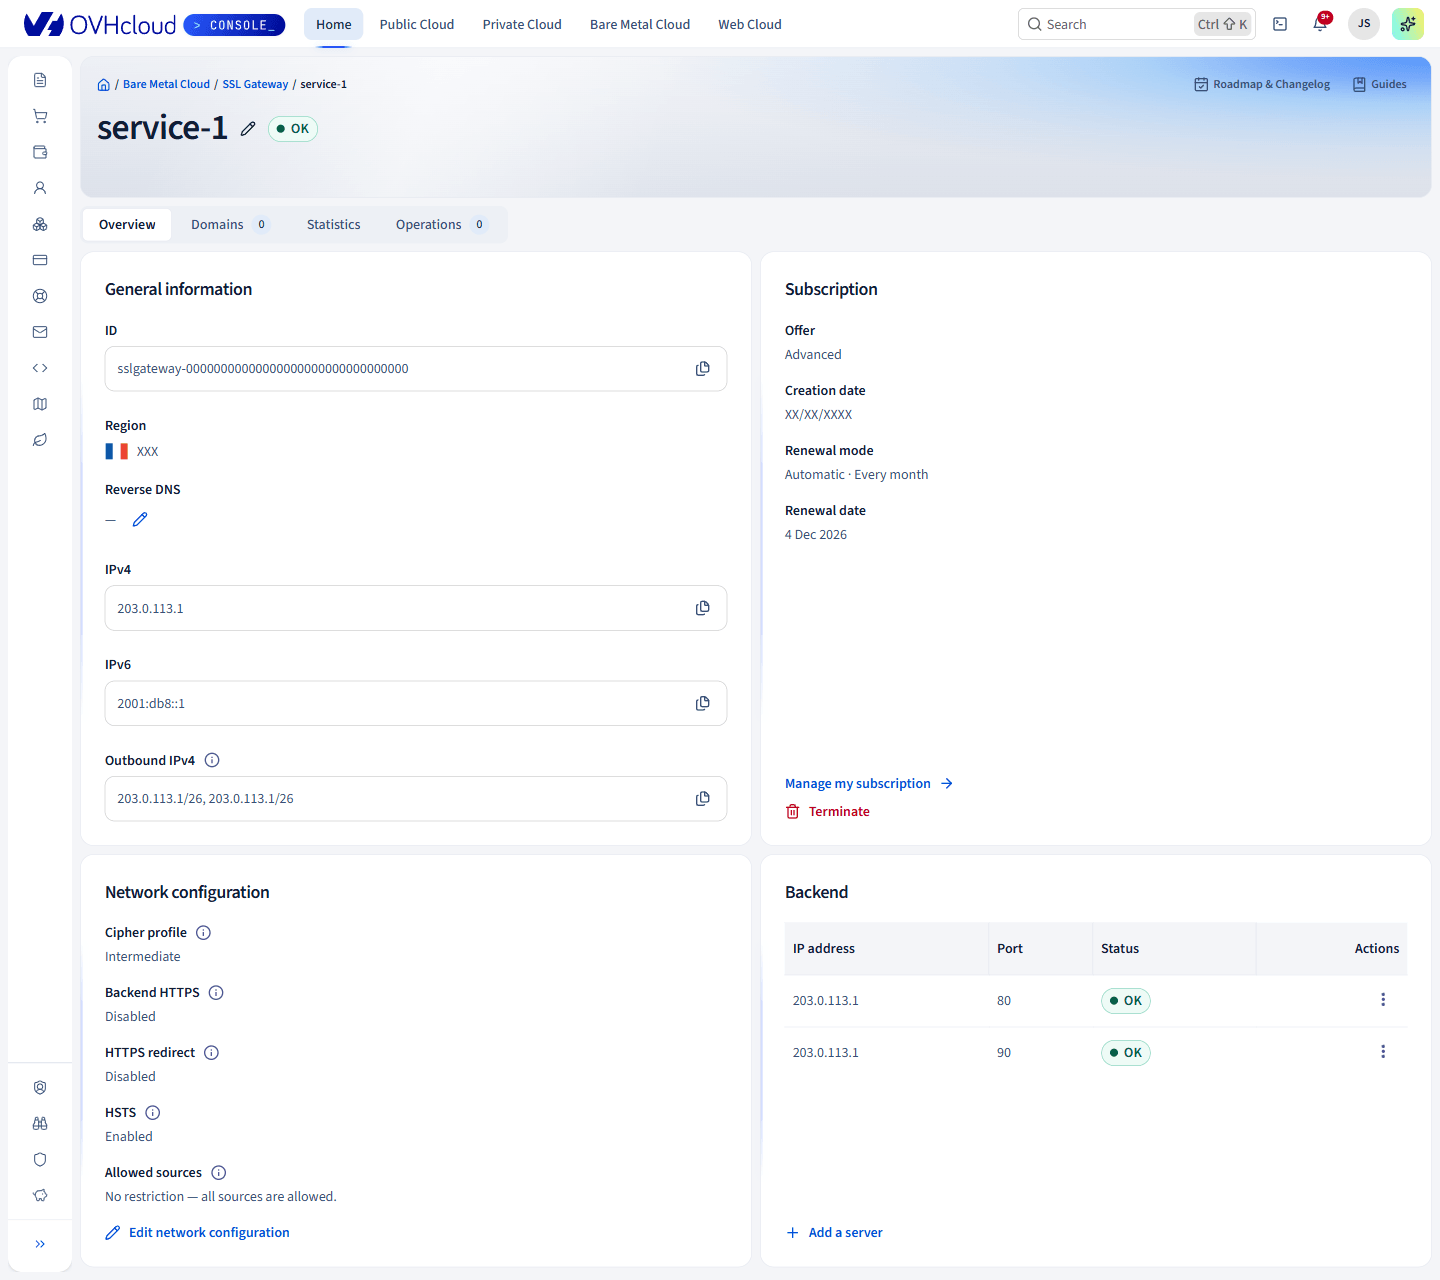 OVHcloud > CONSOLE_ Home Public Cloud Private Cloud Bare Metal Cloud Web Cloud Search Ctrl K 9+ JS
/ Bare Metal Cloud / SSL Gateway / service-1 Roadmap & Changelog Guides
service-1 OK
Overview Domains 0 Statistics Operations 0
General information
ID
sslgateway-00000000000000000000000000000000
Region
XXX
Reverse DNS
—
IPv4
203.0.113.1
IPv6
2001:db8::1
Outbound IPv4
203.0.113.1/26, 203.0.113.1/26
Subscription
Offer
Advanced
Creation date
XX/XX/XXXX
Renewal mode
Automatic · Every month
Renewal date
4 Dec 2026
Manage my subscription
Terminate
Network configuration
Cipher profile
Intermediate
Backend HTTPS
Disabled
HTTPS redirect
Disabled
HSTS
Enabled
Allowed sources
No restriction — all sources are allowed.
Edit network configuration
Backend
IP address Port Status Actions
203.0.113.1 80 OK
203.0.113.1 90 OK
Add a server